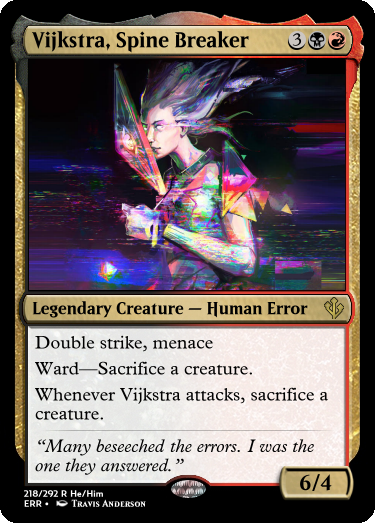 Vijkstra, Spine Breaker 3
Legendary Creature — Human Error
Double strike, menace
Ward—Sacrifice a creature.
Whenever Vijkstra attacks, sacrifice a
creature.
“Many beseeched the errors. I was the
one they answered.”
6/4
218/292 R He/Him
ERR • Travis Anderson